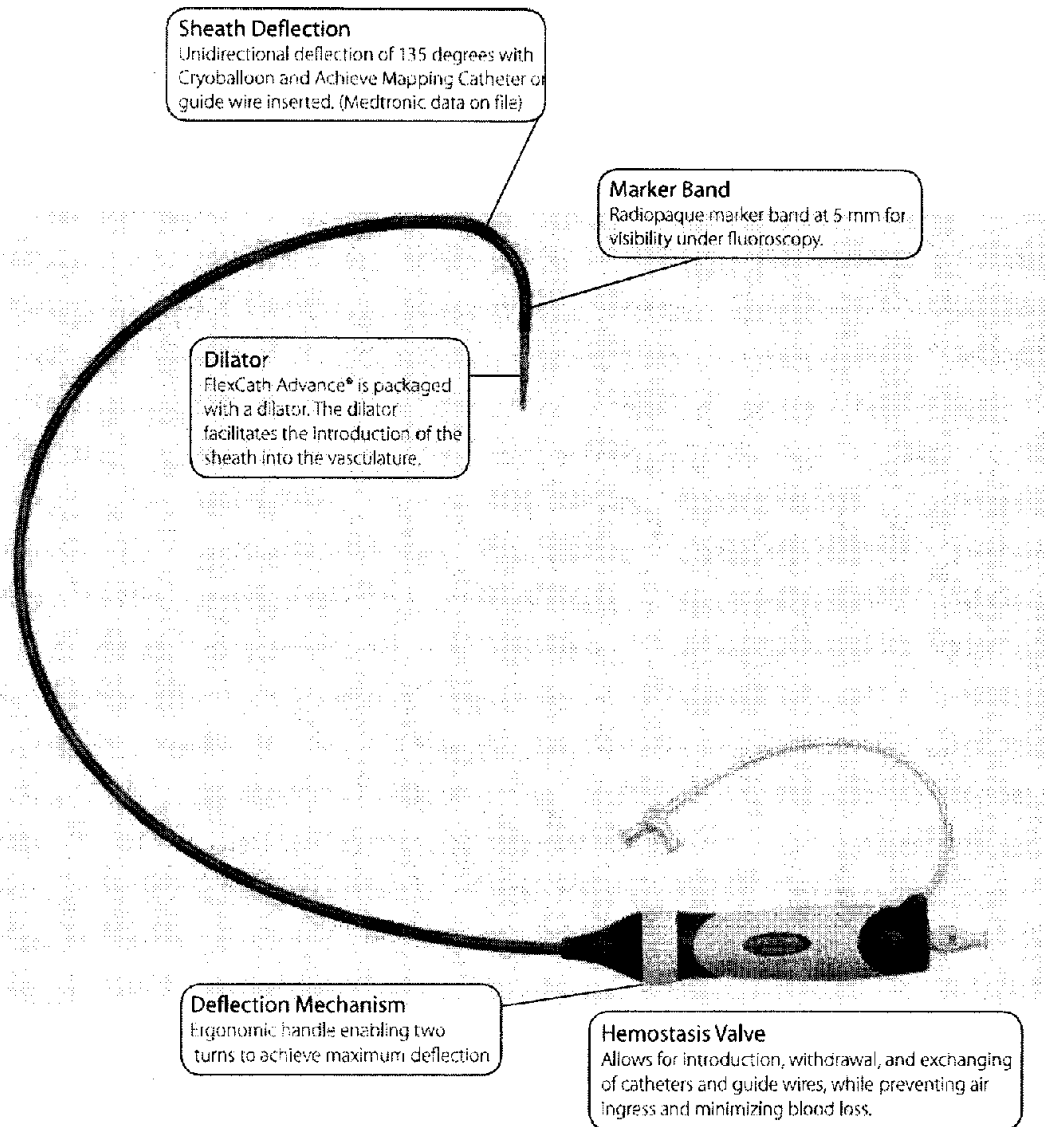 Sheath Deflection
Unidirectional deflection of 135 degrees with
Cryoballoon and Achieve Mapping Catheter or
guide wire inserted. (Medtronic data on file)
Marker Band
Radiopaque marker band at 5 mm for
visibility under fluoroscopy.
Dilator
FlexCath Advance® is packaged
with a dilator. The dilator
facilitates the introduction of the
sheath into the vasculature.
Deflection Mechanism
Ergonomic handle enabling two
turns to achieve maximum deflection
Hemostasis Valve
Allows for introduction, withdrawal, and exchanging
of catheters and guide wires, while preventing air
ingress and minimizing blood loss.